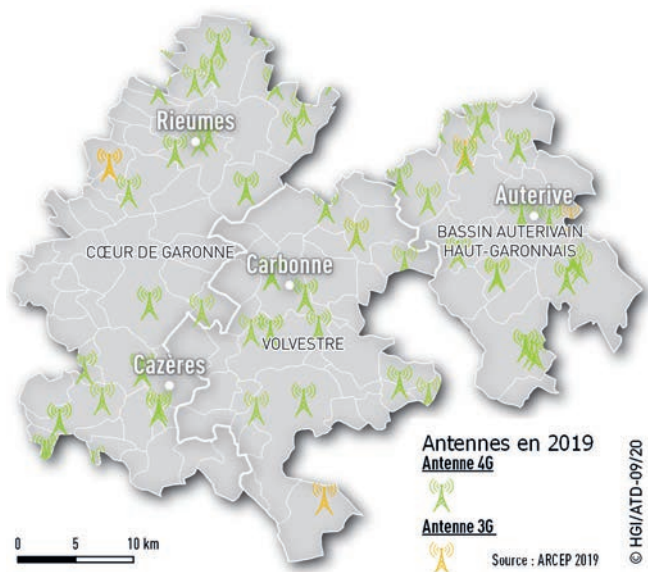 Rieumes
Auterive
BASSIN AUTERIVAIN
HAUT-GARONNAIS
CŒUR DE GARONNE
Carbonne
VOLVESTRE
Cazères
Antennes en 2019
Antenne 4G
Antenne 3G
0 5 10 km
Source : ARCEP 2019
© HGI/ATD-09/20